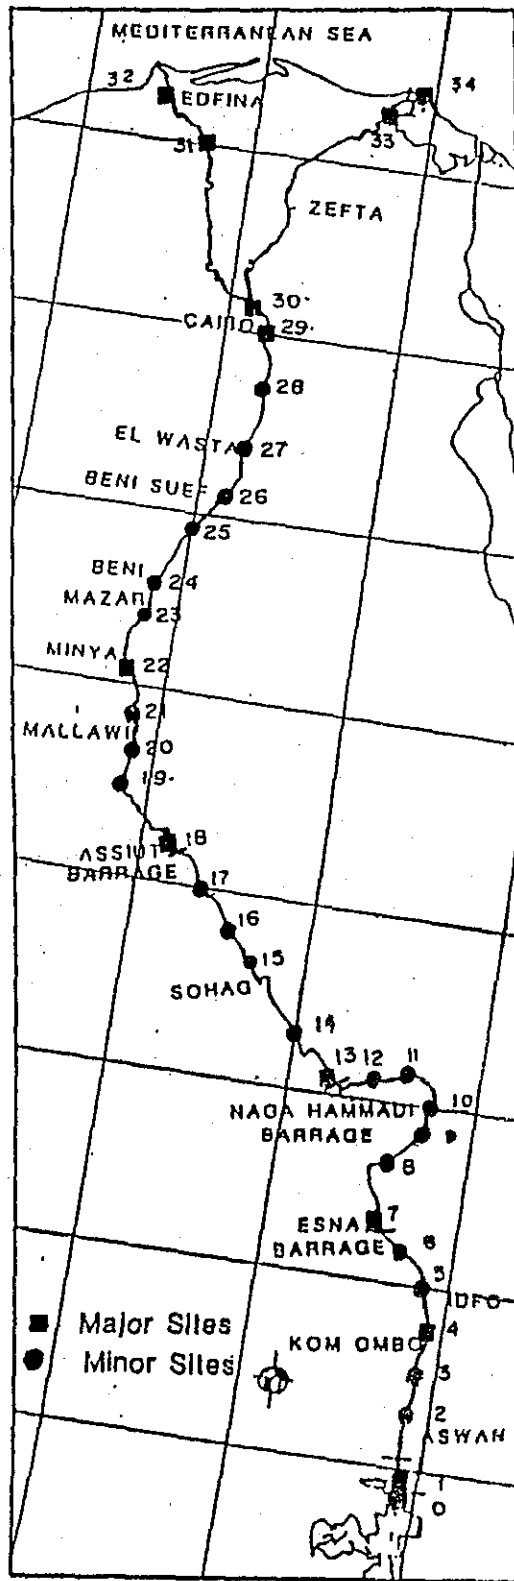 MEDITERRANEAN SEA
32
34
EDFINA
33
31
ZEFTA
30
CAIRO
29
28
EL WASTA 27
BENI SUEF 26
25
BENI
MAZAR
24
23
MINYA
22
21
MALLAWI
20
19
18
ASSIUT
BARRAGE
17
16
15
SOHAG
14
13
12
11
10
NAGA HAMMADI
BARRAGE
9
8
7
ESNA
BARRAGE
6
5
IDFO
4
KOM OMBO
Major Sites
Minor Sites
3
2
ASWAN
1
0